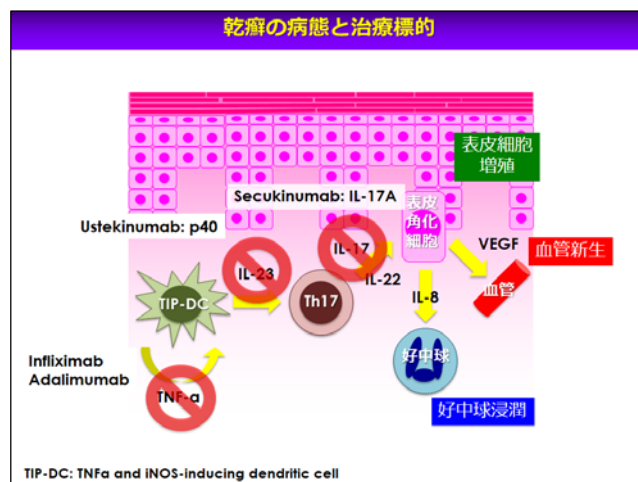 乾癬の病態と治療標的
表皮細胞
増殖
Secukinumab: IL-17A
表皮
角化
細胞
Ustekinumab: p40
IL-17
VEGF
血管新生
IL-23
IL-22
血管
TIP-DC
Th17
IL-8
Infliximab
Adalimumab
好中球
TNF-α
好中球浸潤
TIP-DC: TNFα and iNOS-inducing dendritic cell